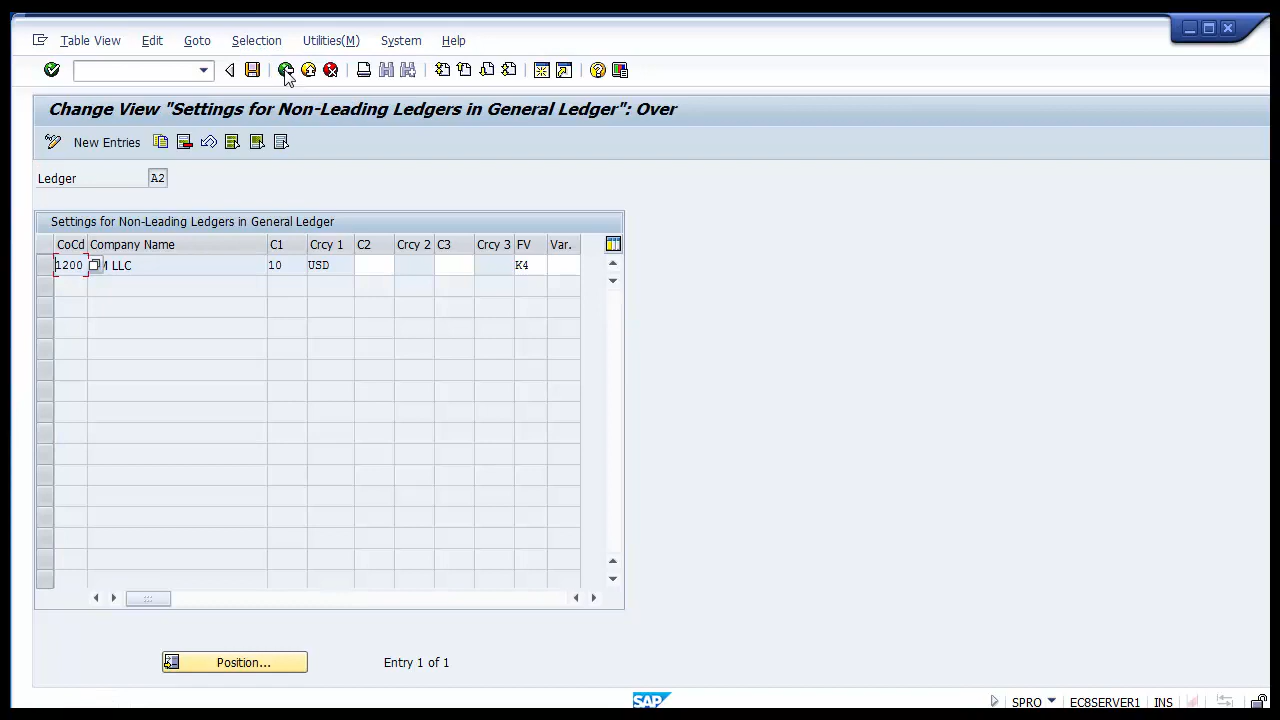 Table View Edit Goto Selection Utilities(M) System Help
Change View "Settings for Non-Leading Ledgers in General Ledger": Over
New Entries
Ledger A2
Settings for Non-Leading Ledgers in General Ledger
CoCd Company Name C1 Crcy 1 C2 Crcy 2 C3 Crcy 3 FV Var.
1200 LLC 10 USD K4
Position... Entry 1 of 1
SAP SPRO EC8SERVER1 INS